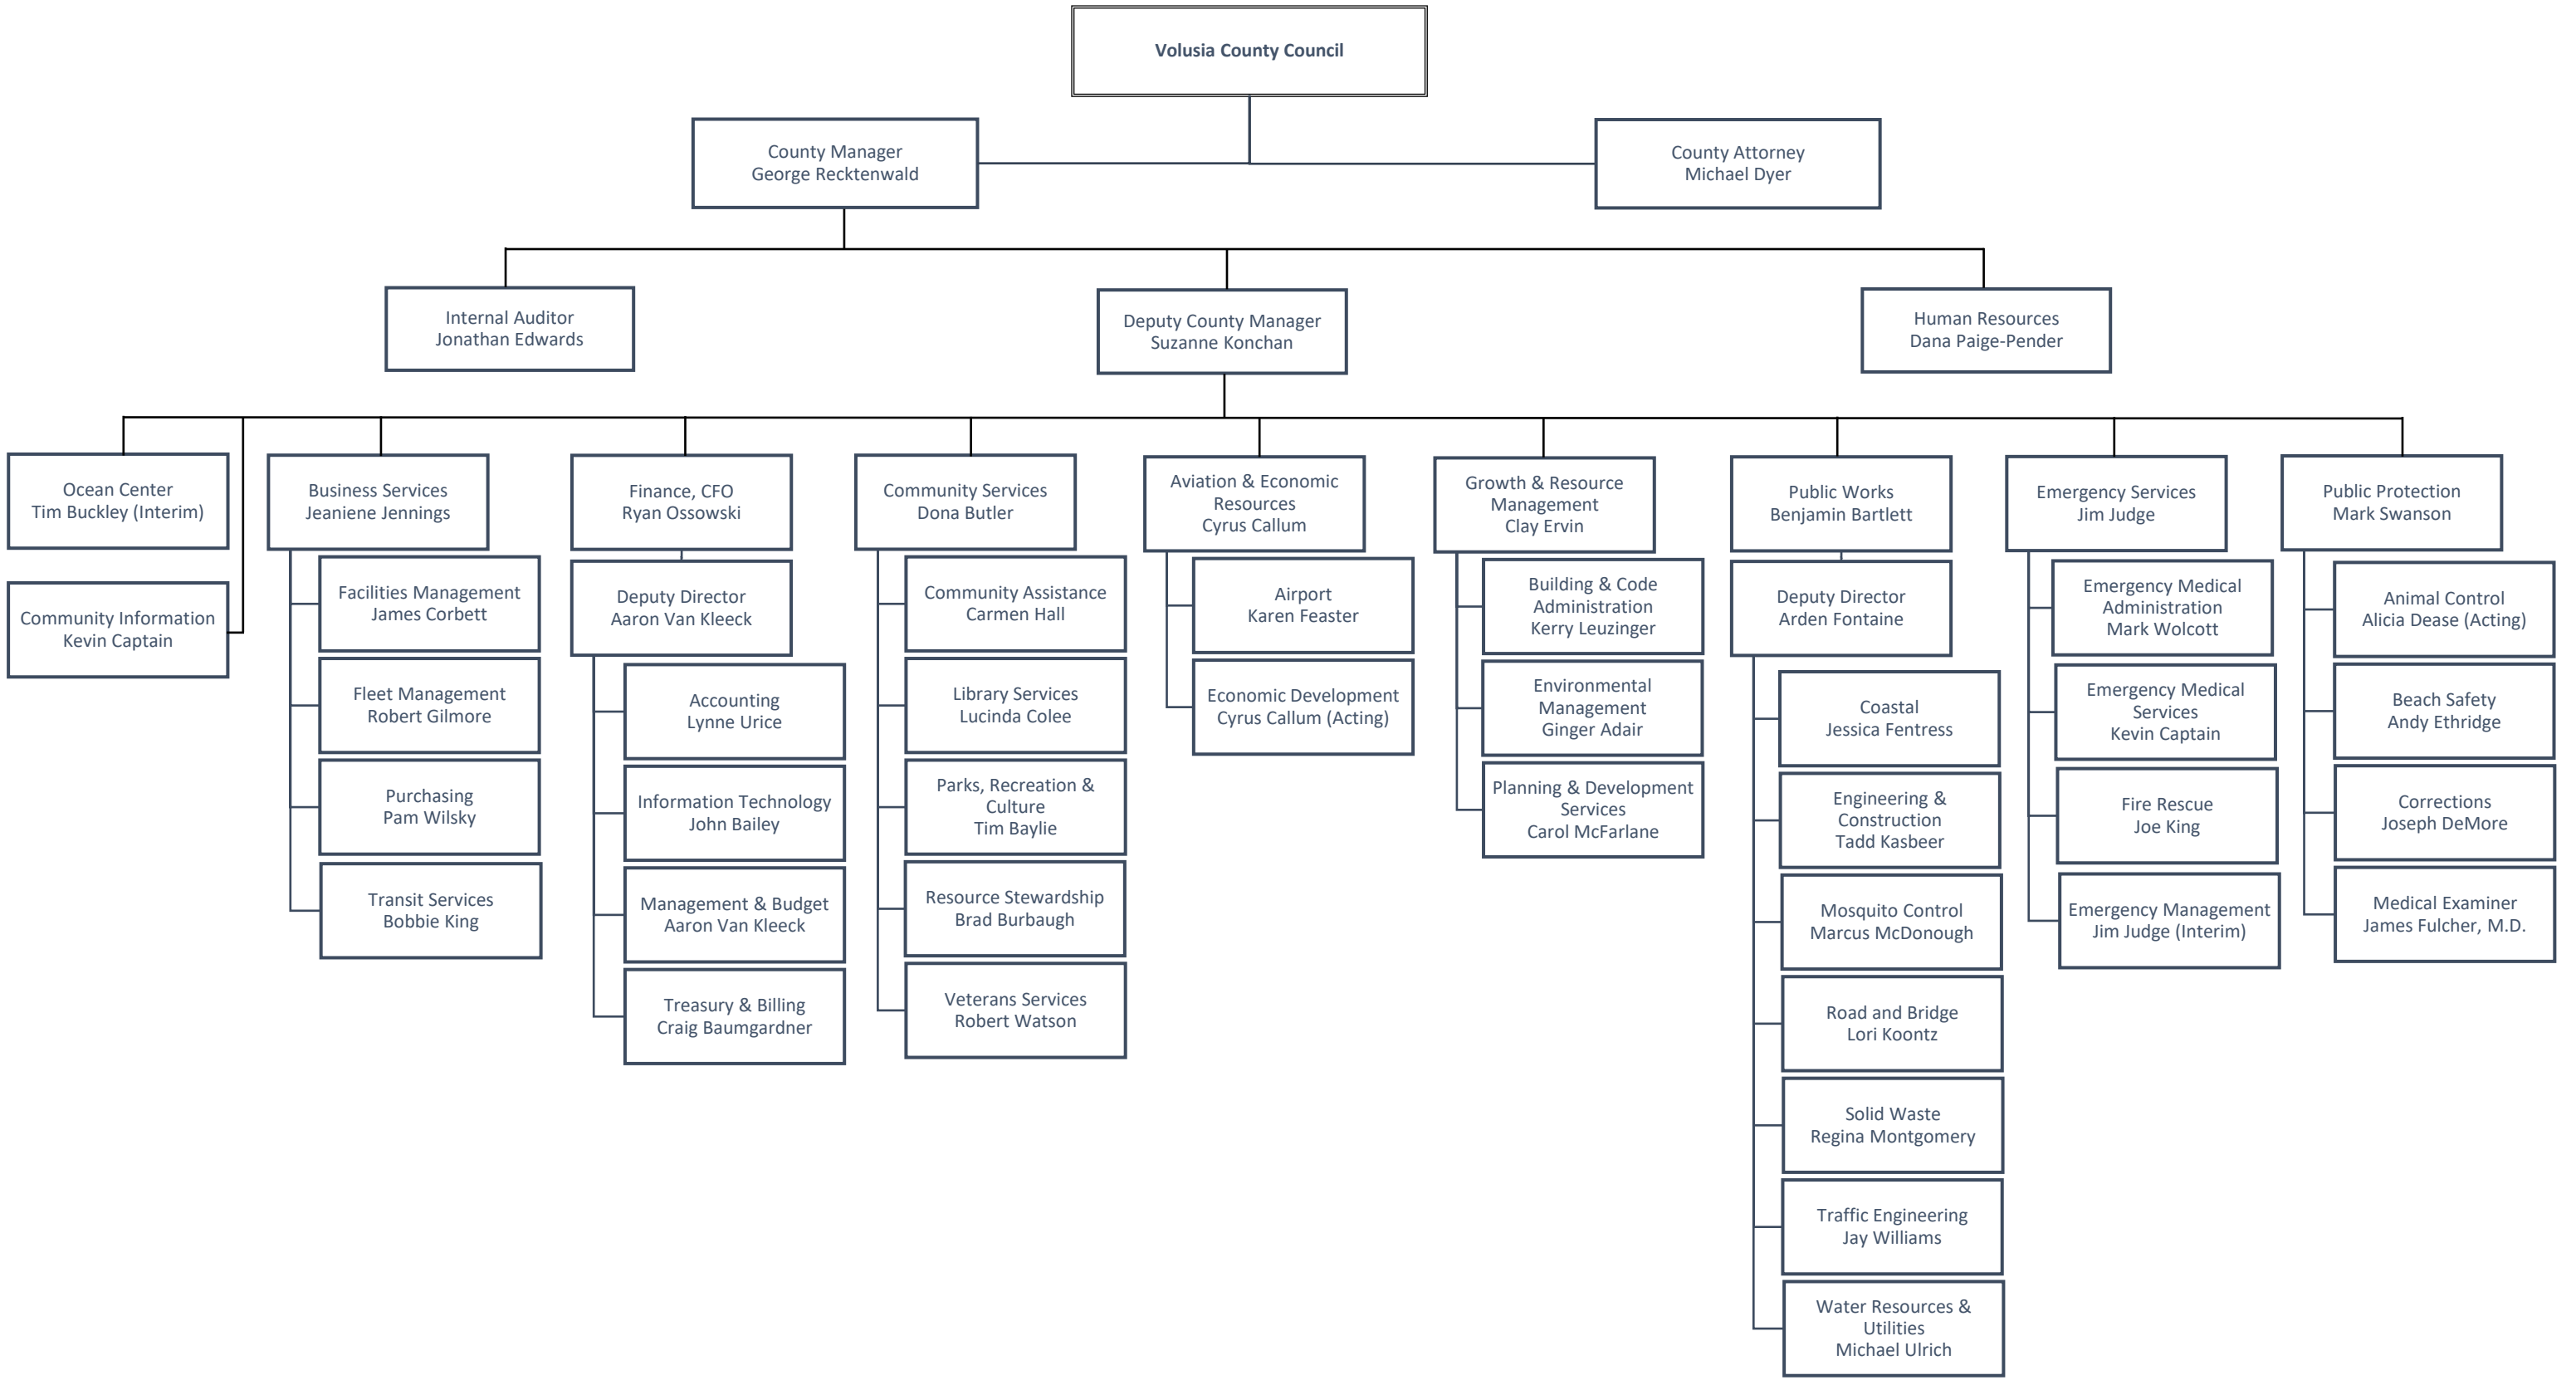 Volusia County Council
County Manager
George Recktenwald
County Attorney
Michael Dyer
Internal Auditor
Jonathan Edwards
Deputy County Manager
Suzanne Konchan
Human Resources
Dana Paige-Pender
Ocean Center
Tim Buckley (Interim)
Community Information
Kevin Captain
Business Services
Jeaniene Jennings
Facilities Management
James Corbett
Fleet Management
Robert Gilmore
Purchasing
Pam Wilsky
Transit Services
Bobbie King
Finance, CFO
Ryan Ossowski
Deputy Director
Aaron Van Kleeck
Accounting
Lynne Urice
Information Technology
John Bailey
Management & Budget
Aaron Van Kleeck
Treasury & Billing
Craig Baumgardner
Community Services
Dona Butler
Community Assistance
Carmen Hall
Library Services
Lucinda Colee
Parks, Recreation &
Culture
Tim Baylie
Resource Stewardship
Brad Burbaugh
Veterans Services
Robert Watson
Aviation & Economic
Resources
Cyrus Callum
Airport
Karen Feaster
Economic Development
Cyrus Callum (Acting)
Growth & Resource
Management
Clay Ervin
Building & Code
Administration
Kerry Leuzinger
Environmental
Management
Ginger Adair
Planning & Development
Services
Carol McFarlane
Public Works
Benjamin Bartlett
Deputy Director
Arden Fontaine
Coastal
Jessica Fentress
Engineering &
Construction
Tadd Kasbeer
Mosquito Control
Marcus McDonough
Road and Bridge
Lori Koontz
Solid Waste
Regina Montgomery
Traffic Engineering
Jay Williams
Water Resources &
Utilities
Michael Ulrich
Emergency Services
Jim Judge
Emergency Medical
Administration
Mark Wolcott
Emergency Medical
Services
Kevin Captain
Fire Rescue
Joe King
Emergency Management
Jim Judge (Interim)
Public Protection
Mark Swanson
Animal Control
Alicia Dease (Acting)
Beach Safety
Andy Ethridge
Corrections
Joseph DeMore
Medical Examiner
James Fulcher, M.D.